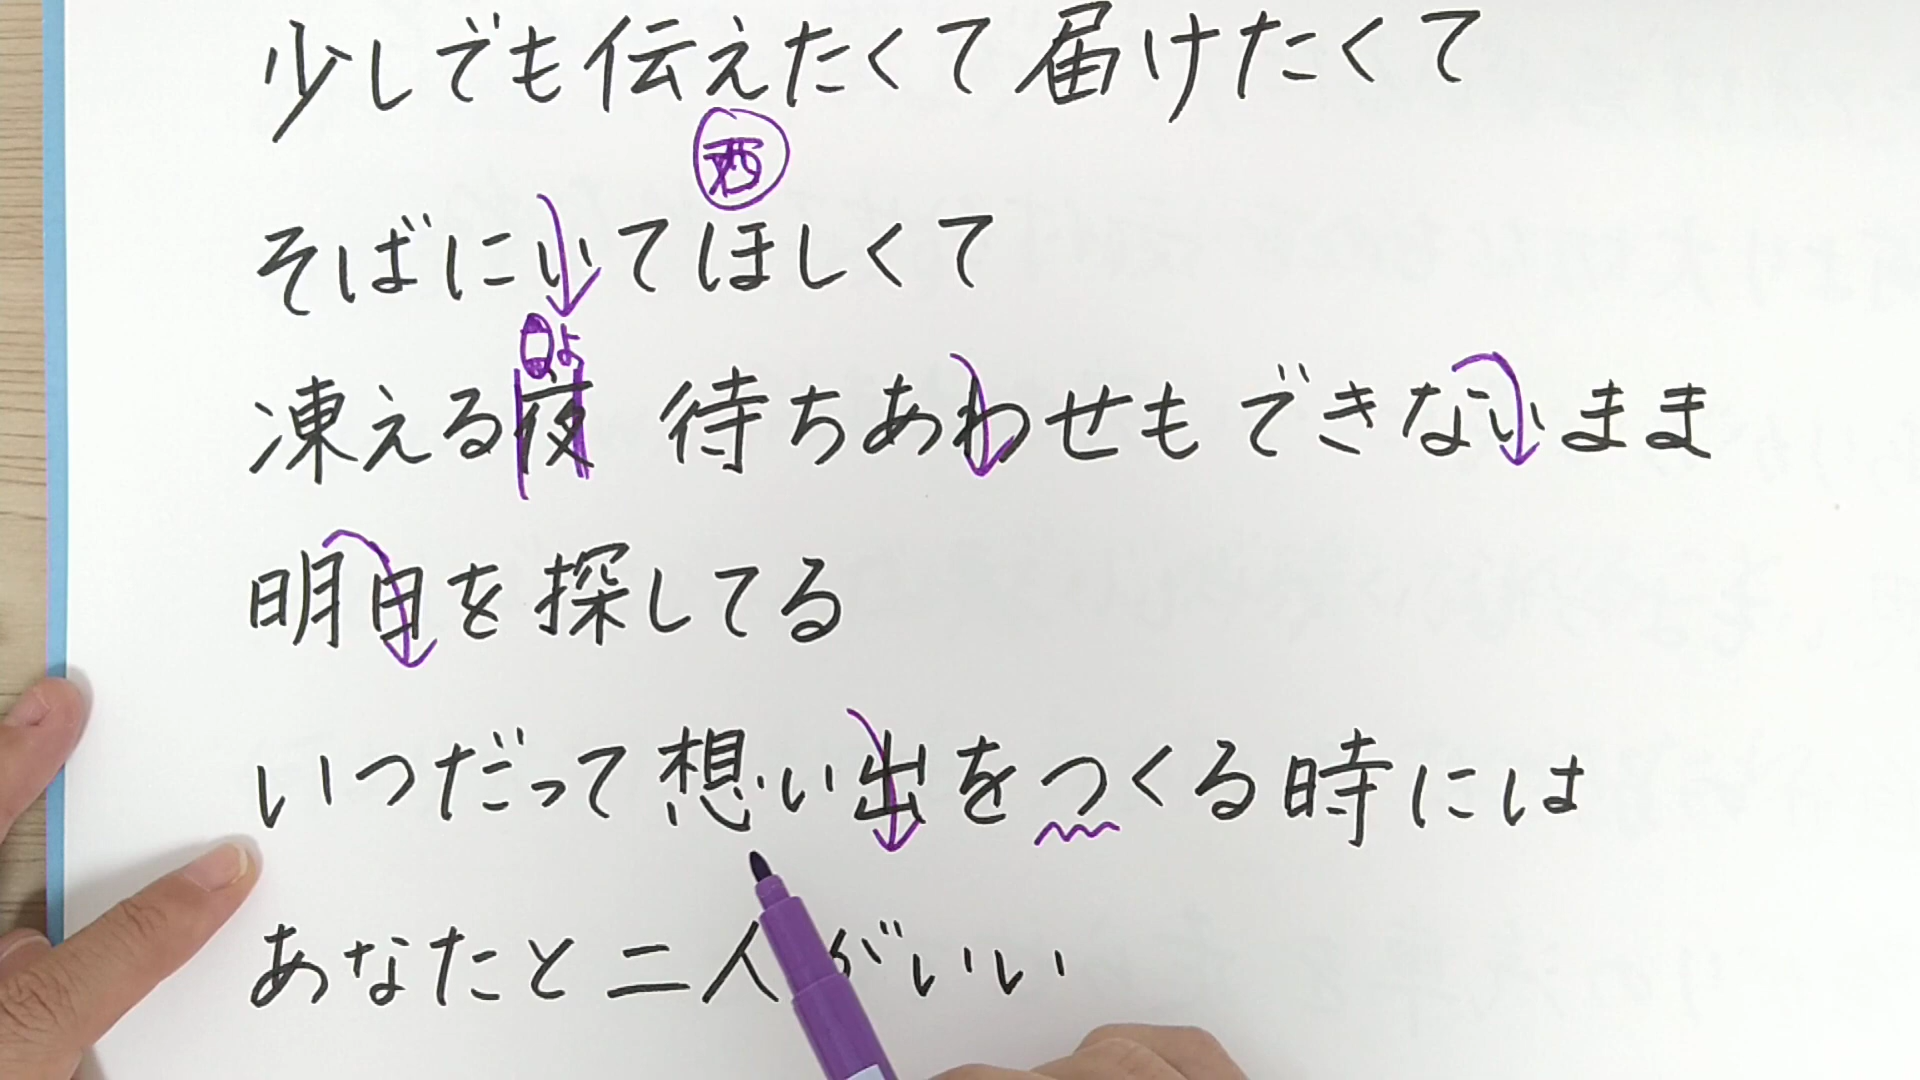 少しでも伝えたくて届けたくて
そばにいてほしくて
よ
凍える夜 待ちあわせもできないまま
明日を探してる
いつだって想い出をつくる時には
あなたと二人がいい